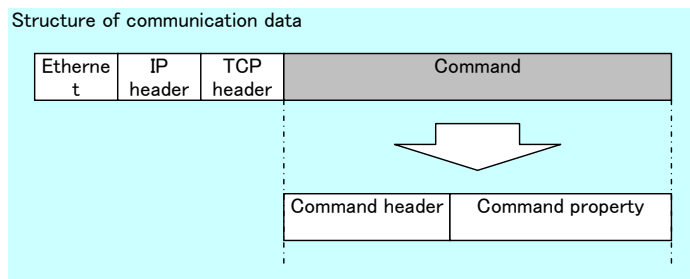 Structure of communication data
Etherne IP TCP Command
t header header
Command header Command property